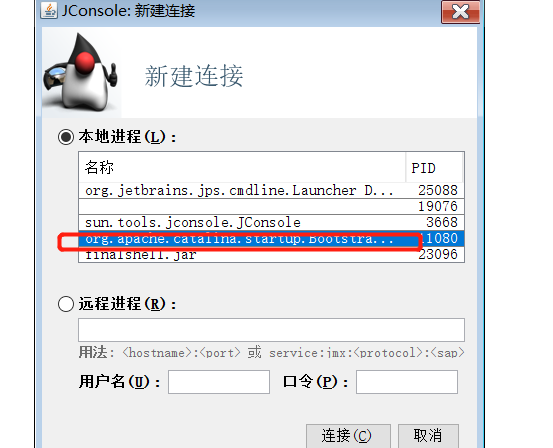 JConsole: 新建连接
新建连接
本地进程(L):
名称 PID
org.jetbrains.jps.cmdline.Launcher D... 25088
19076
sun.tools.jconsole.JConsole 3668
org.apache.catalina.startup.Bootstra... 11080
finalshell.jar 23096
远程进程(R):
用法: <hostname>:<port> 或 service:jmx:<protocol>:<sap>
用户名(U): 口令(P):
连接(C) 取消